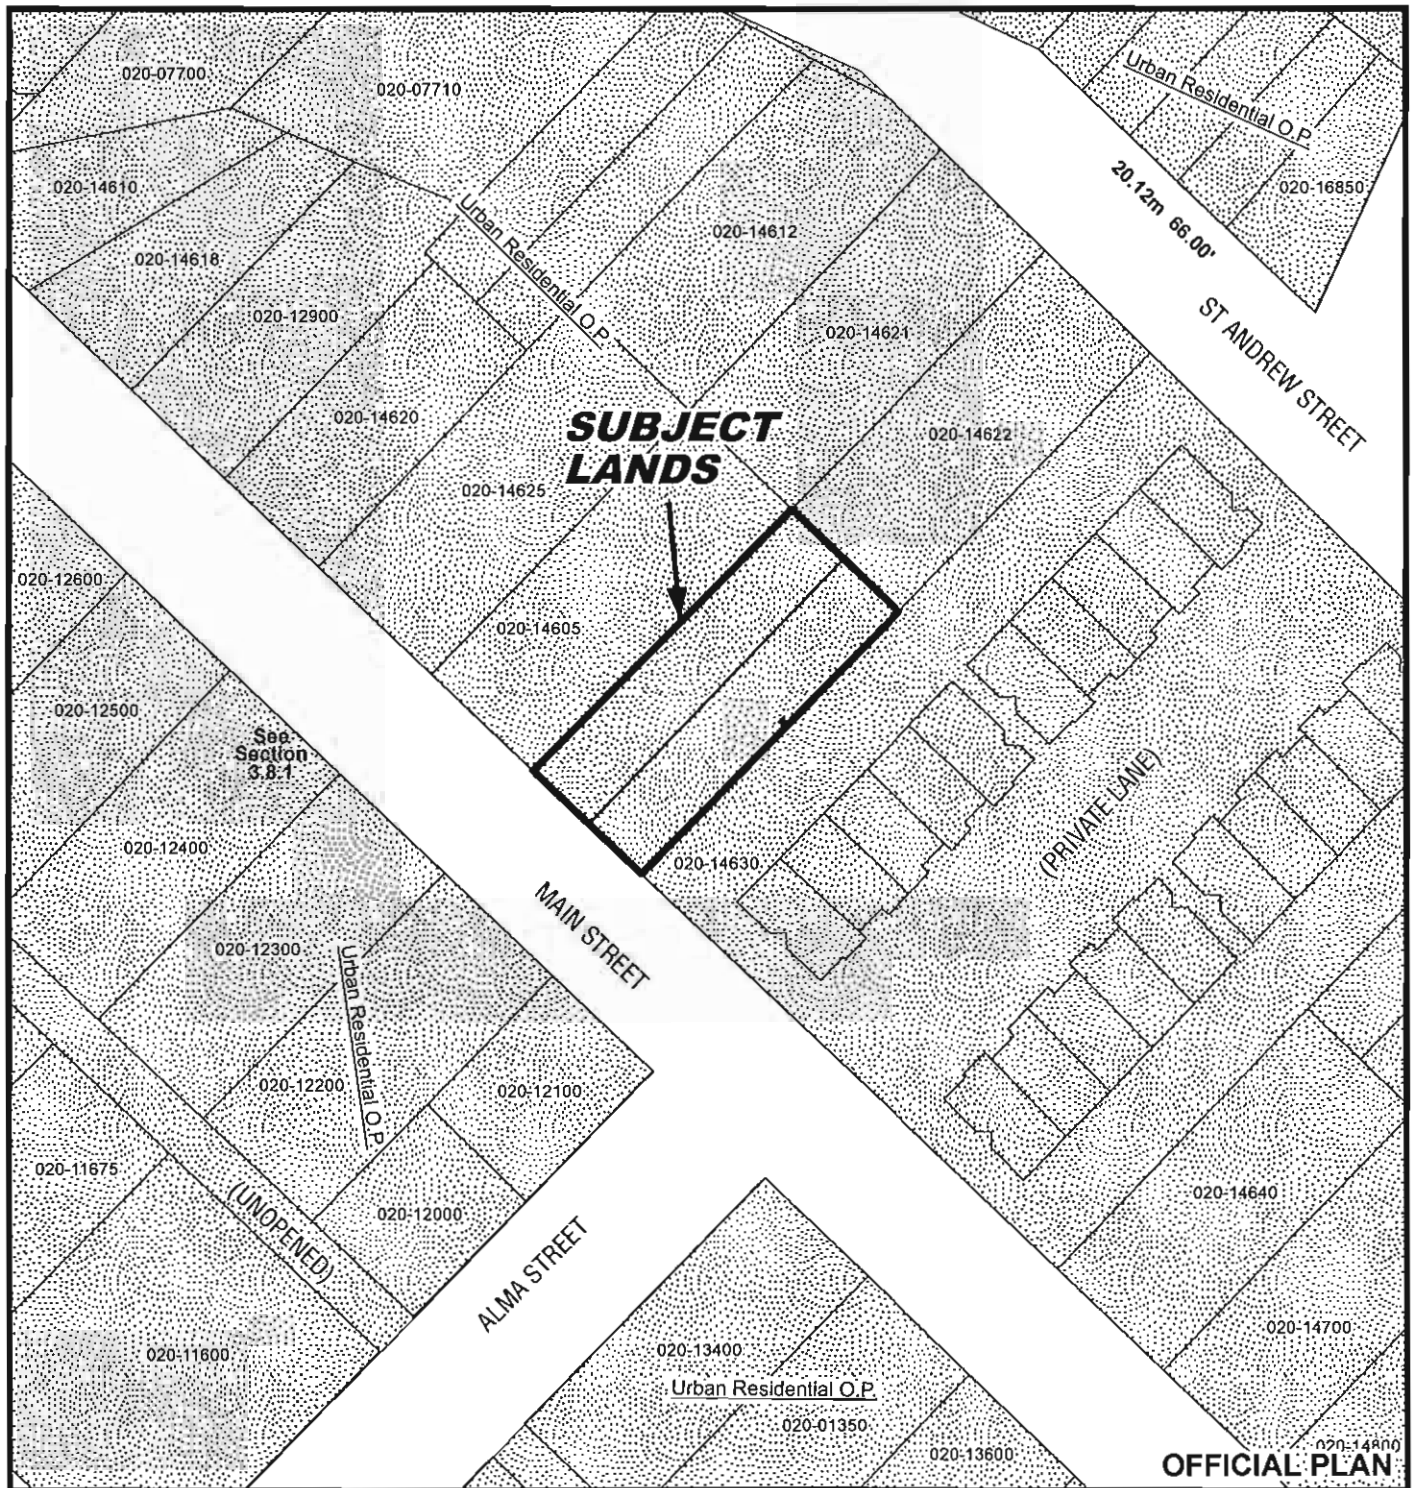 020-07700
020-07710
Urban Residential O.P.
020-14610
020-16850
20.12m 66.00'
020-14618
020-14612
Urban Residential O.P.
020-12900
020-14621
ST ANDREW STREET
020-14620
SUBJECT
LANDS
020-14622
020-14625
020-12600
020-14605
020-12500
See
Section
3.8.1
020-12400
(PRIVATE LANE)
020-14630
MAIN STREET
020-12300
Urban Residential O.P.
020-12200
020-12100
020-11675
020-12000
(UNOPENED)
020-14640
ALMA STREET
020-11600
020-13400
020-14700
Urban Residential O.P.
020-01350
020-13600
020-14800
OFFICIAL PLAN